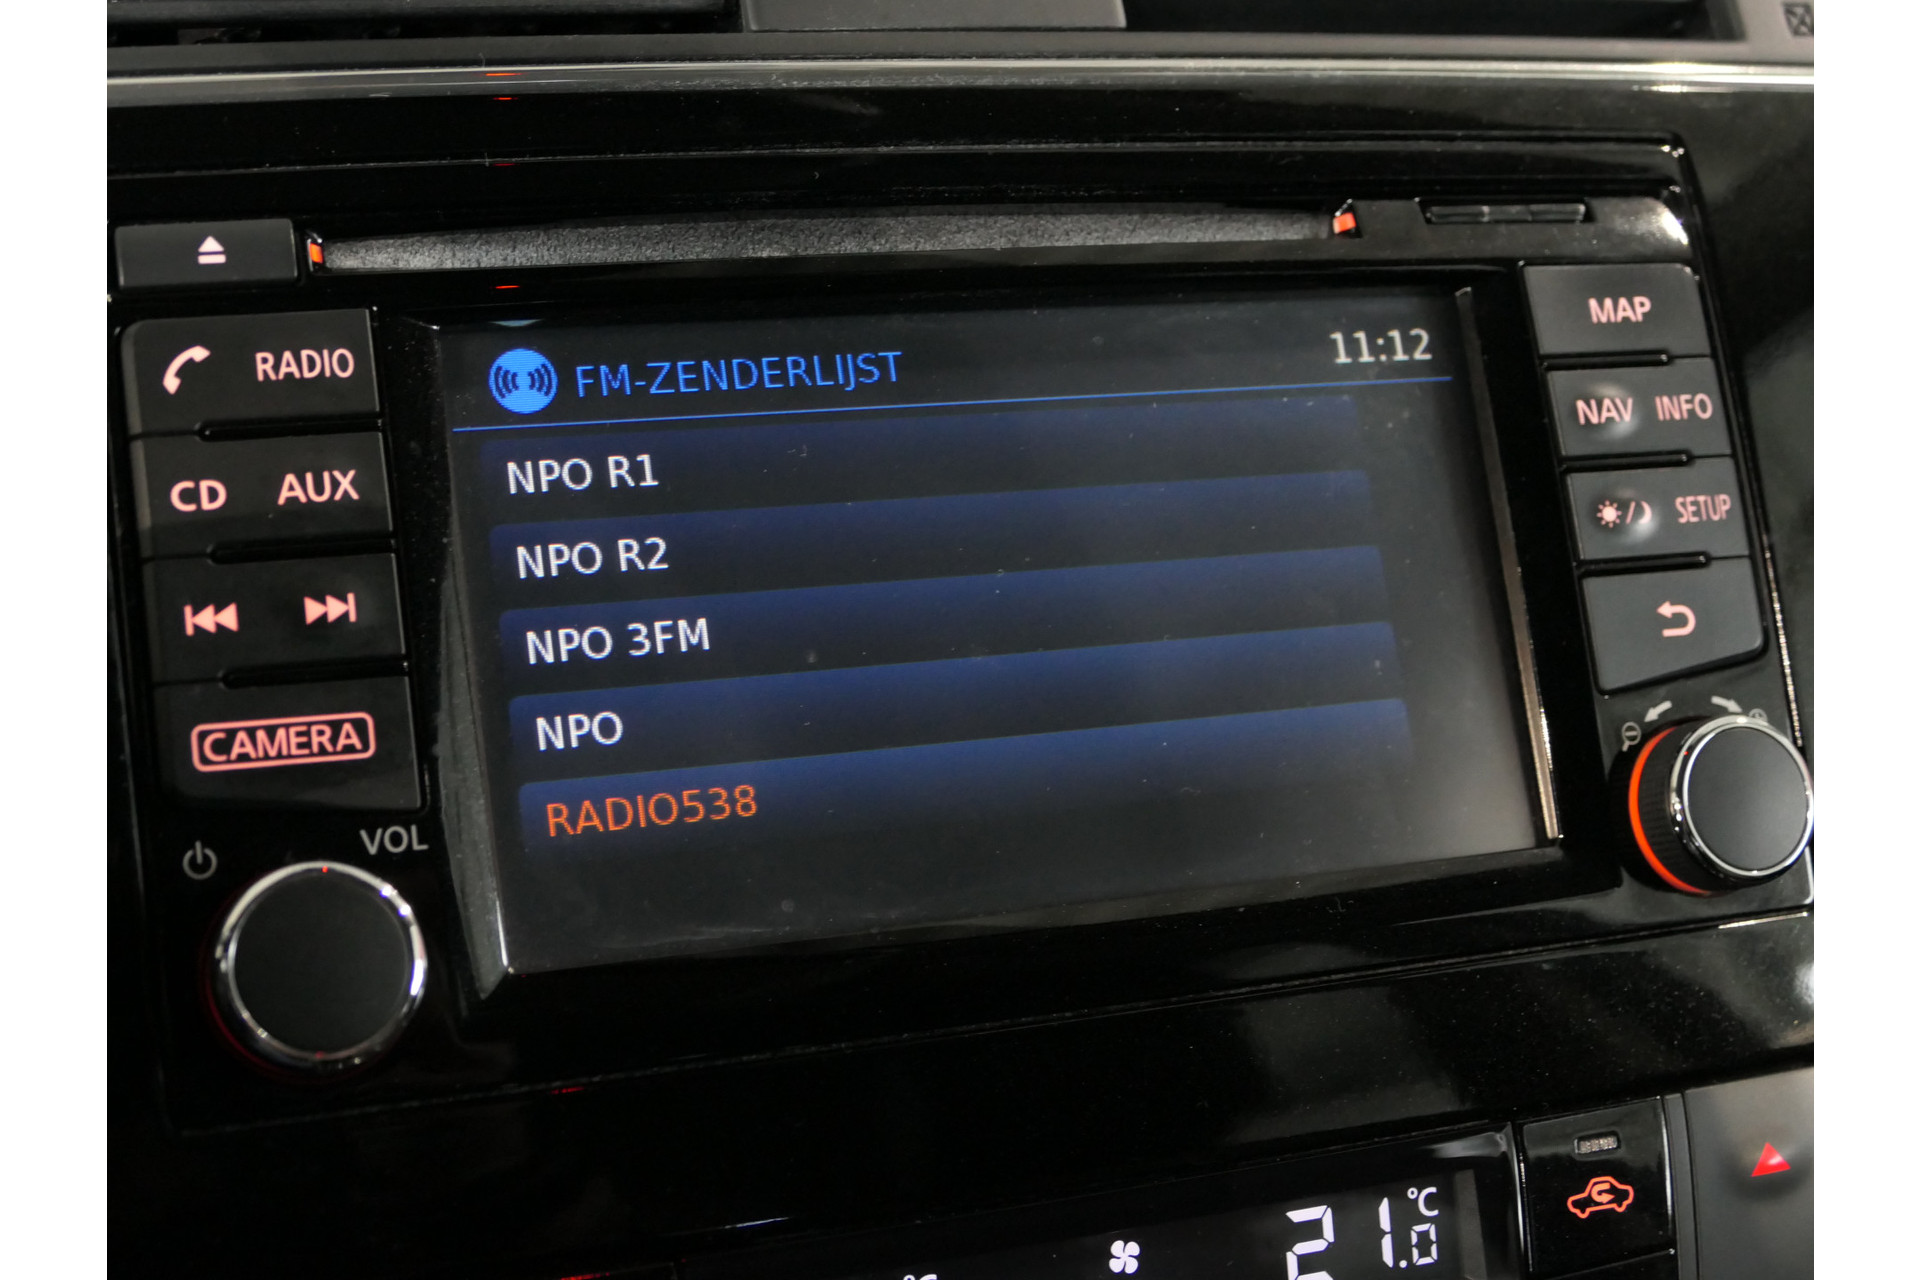 MAP
RADIO
FM-ZENDERLIJST
11:12
NAV INFO
CD AUX
NPO R1
SETUP
NPO R2
NPO 3FM
CAMERA
NPO
RADIO538
VOL
21.0°C
°C